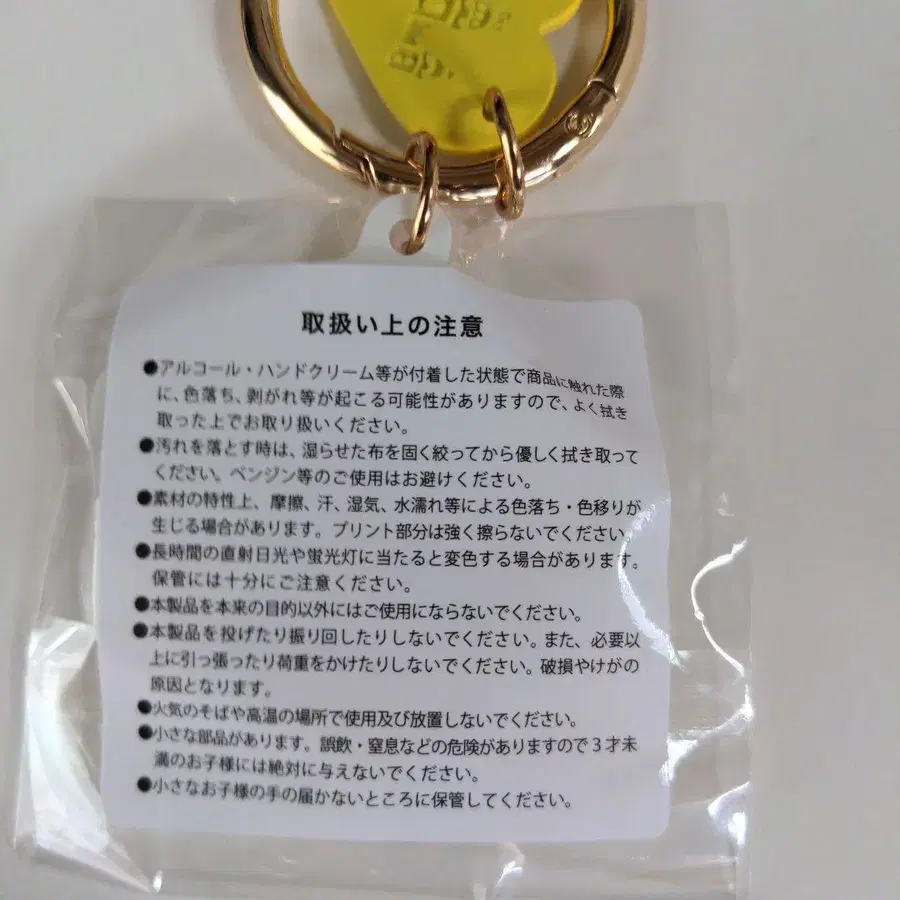 取扱い上の注意
●アルコール・ハンドクリーム等が付着した状態で商品に触れた際
に、色落ち、剥がれ等が起こる可能性がありますので、よく拭き
取った上でお取り扱いください。
●汚れを落とす時は、湿らせた布を固く絞ってから優しく拭き取って
ください。ベンジン等のご使用はお避けください。
●素材の特性上、摩擦、汗、湿気、水濡れ等による色落ち・色移りが
生じる場合があります。プリント部分は強く擦らないでください。
●長時間の直射日光や蛍光灯に当たると変色する場合があります。
保管には十分にご注意ください。
●本製品を本来の目的以外にはご使用にならないでください。
●本製品を投げたり振り回したりしないでください。また、必要以
上に引っ張ったり荷重をかけたりしないでください。破損やけがの
原因となります。
●火気のそばや高温の場所で使用及び放置しないでください。
●小さな部品があります。誤飲・窒息などの危険がありますので3才未
満のお子様には絶対に与えないでください。
●小さなお子様の手の届かないところに保管してください。